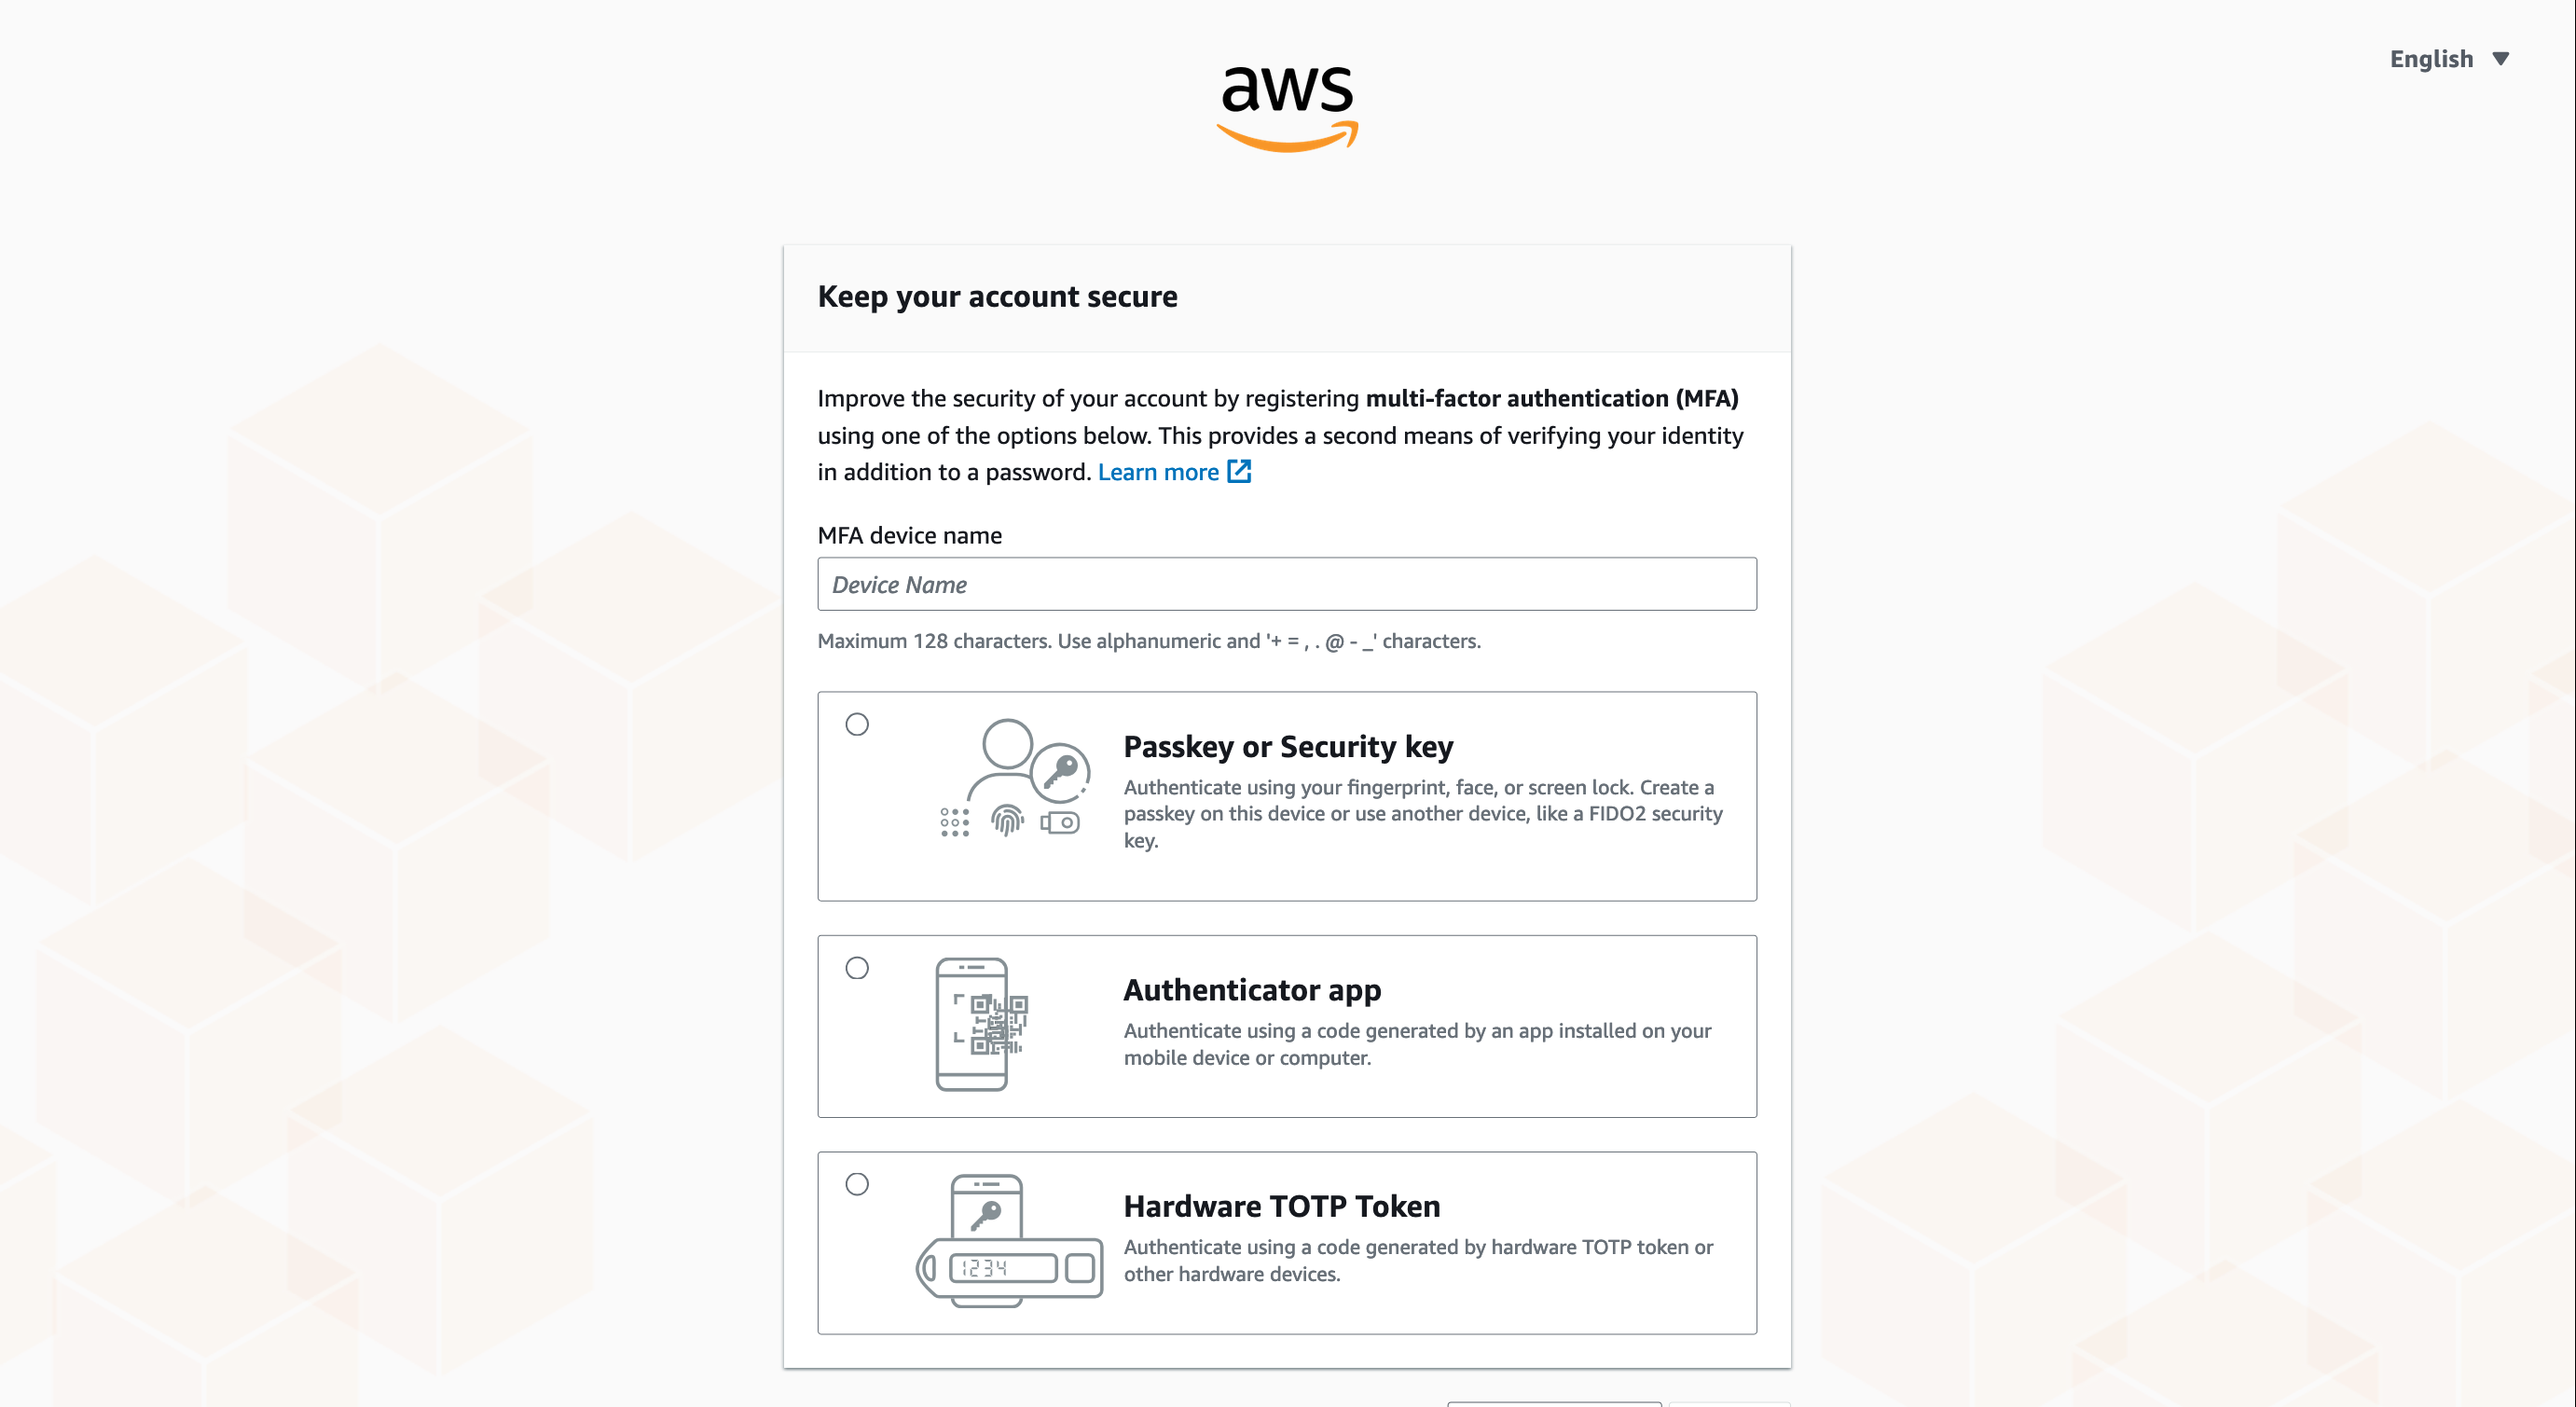 English
aws
Keep your account secure
Improve the security of your account by registering multi-factor authentication (MFA)
using one of the options below. This provides a second means of verifying your identity
in addition to a password. Learn more
MFA device name
Device Name
Maximum 128 characters. Use alphanumeric and '+ = , . @ - _' characters.
Passkey or Security key
Authenticate using your fingerprint, face, or screen lock. Create a
passkey on this device or use another device, like a FIDO2 security
key.
Authenticator app
Authenticate using a code generated by an app installed on your
mobile device or computer.
Hardware TOTP Token
Authenticate using a code generated by hardware TOTP token or
other hardware devices.
1234